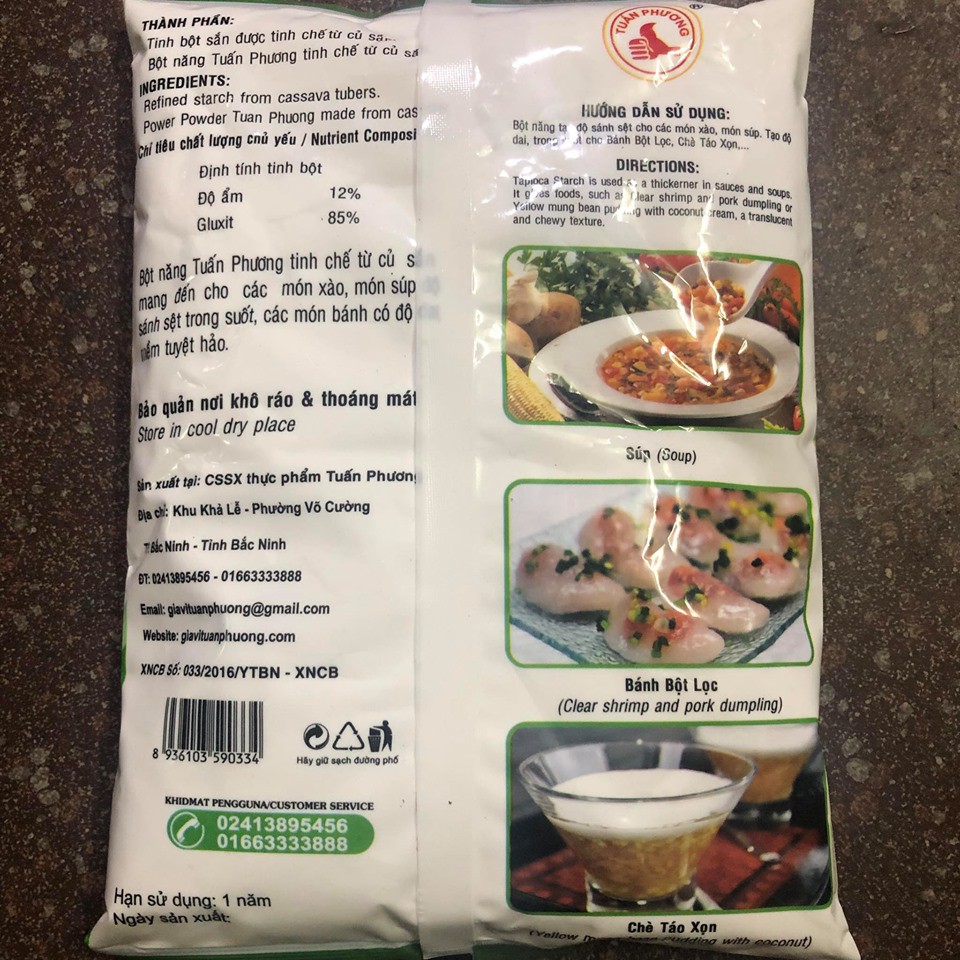 THÀNH PHẦN:
Tinh bột sắn được tinh chế từ củ
Bột năng Tuấn Phương tinh chế từ củ
INGREDIENTS:
Refined starch from cassava tubers.
Power Powder Tuan Phuong made from
Chỉ tiêu chất lượng chủ yếu / Nutrient
Định tính tinh bột
Độ ẩm 12%
Gluxit 85%
Bột năng Tuấn Phương tinh chế từ củ
mang đến cho các món xào, món súp
sánh sệt trong suốt, các món bánh có độ
mềm tuyệt hảo.
Bảo quản nơi khô ráo & thoáng mát
Store in cool dry place
Sản xuất tại: CSSX thực phẩm Tuấn Phương
Địa chỉ: Khu Khả Lễ - Phường Võ Cường
Bắc Ninh - Tỉnh Bắc Ninh
ĐT: 02413895456 - 01663333888
Email: giavituanphuong@gmail.com
Website: giavituanphuong.com
XNCB Số: 033/2016/YTBN - XNCB
8 936103 590334
Hãy giữ sạch đường phố
KHIDMAT PENGGUNA/CUSTOMER SERVICE
02413895456
01663333888
Hạn sử dụng: 1 năm
Ngày sản xuất:
TUẤN PHƯƠNG ®
HƯỚNG DẪN SỬ DỤNG:
Bột năng tạo độ sánh sệt cho các món xào, món súp. Tạo độ
dai, trong suốt cho Bánh Bột Lọc, Chè Táo Xọn,...
DIRECTIONS:
Tapioca Starch is used as a thickerner in sauces and soups.
It gives foods, such as clear shrimp and pork dumpling or
Yellow mung bean pudding with coconut cream, a translucent
and chewy texture.
Súp (Soup)
Bánh Bột Lọc
(Clear shrimp and pork dumpling)
Chè Táo Xọn
(Yellow bean pudding with coconut)